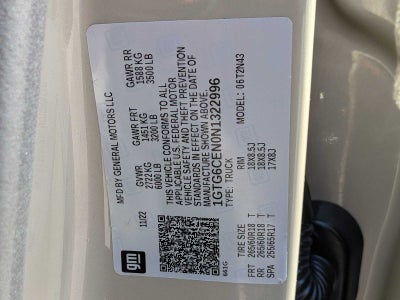 MFD BY GENERAL MOTORS LLC
GVWR GAWR FRT GAWR RR
2722 KG 1451 KG 1588 KG
6000 LB 3200 LB 3500 LB
11/22
THIS VEHICLE CONFORMS TO ALL
APPLICABLE U.S. FEDERAL MOTOR
VEHICLE SAFETY AND THEFT PREVENTION
STANDARDS IN EFFECT ON THE DATE OF
MANUFACTURE SHOWN ABOVE.
1GTG6CEN0N1322996
TYPE: TRUCK MODEL: 06T2N43
gm
TIRE SIZE RIM
FRT 265/60R18 T 18X8.5J
RR 265/60R18 T 18X8.5J
SPA 255/65R17 T 17X8J